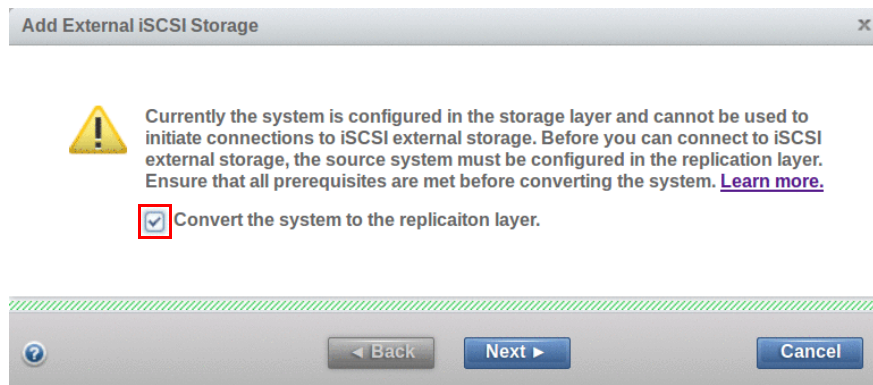 Add External iSCSI Storage
x
Currently the system is configured in the storage layer and cannot be used to
initiate connections to iSCSI external storage. Before you can connect to iSCSI
external storage, the source system must be configured in the replication layer.
Ensure that all prerequisites are met before converting the system. Learn more.
Convert the system to the replicaiton layer.
? ◄ Back Next ► Cancel